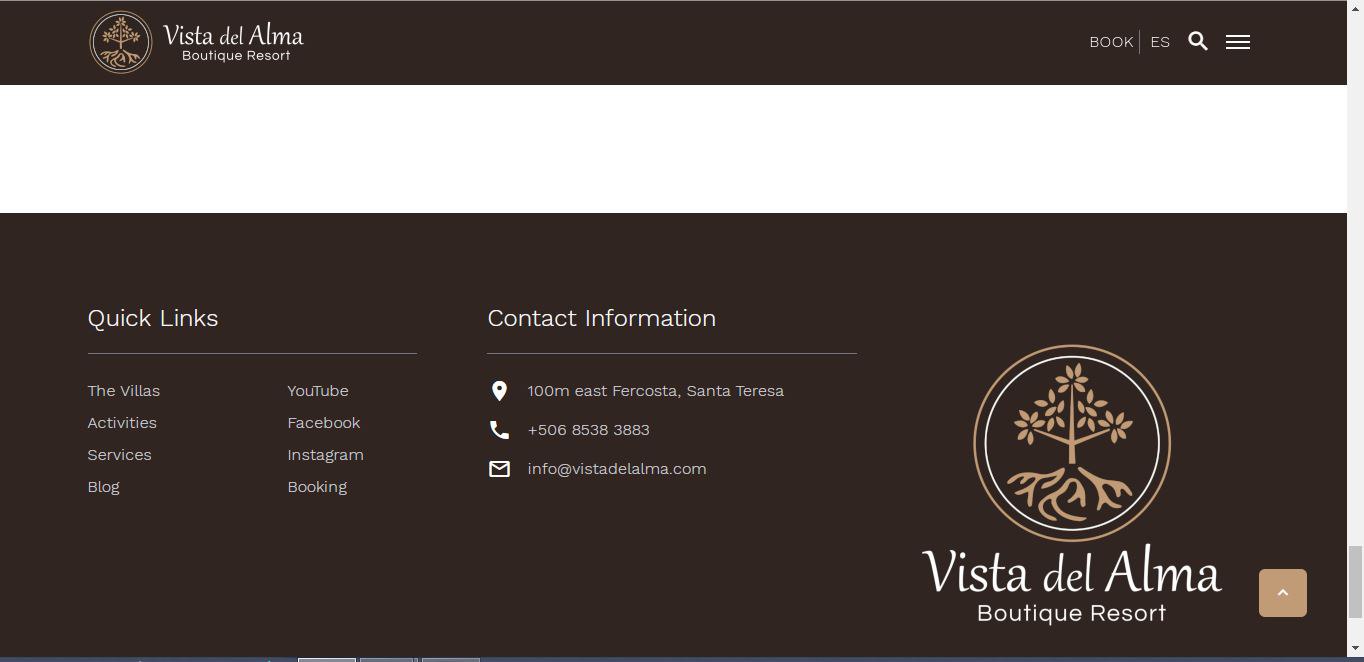 Vista del Alma
Boutique Resort
BOOK
ES
Quick Links
The Villas
Activities
Services
Blog
YouTube
Facebook
Instagram
Booking
Contact Information
100m east Fercosta, Santa Teresa
+506 8538 3883
info@vistadelalma.com
Vista del Alma
Boutique Resort